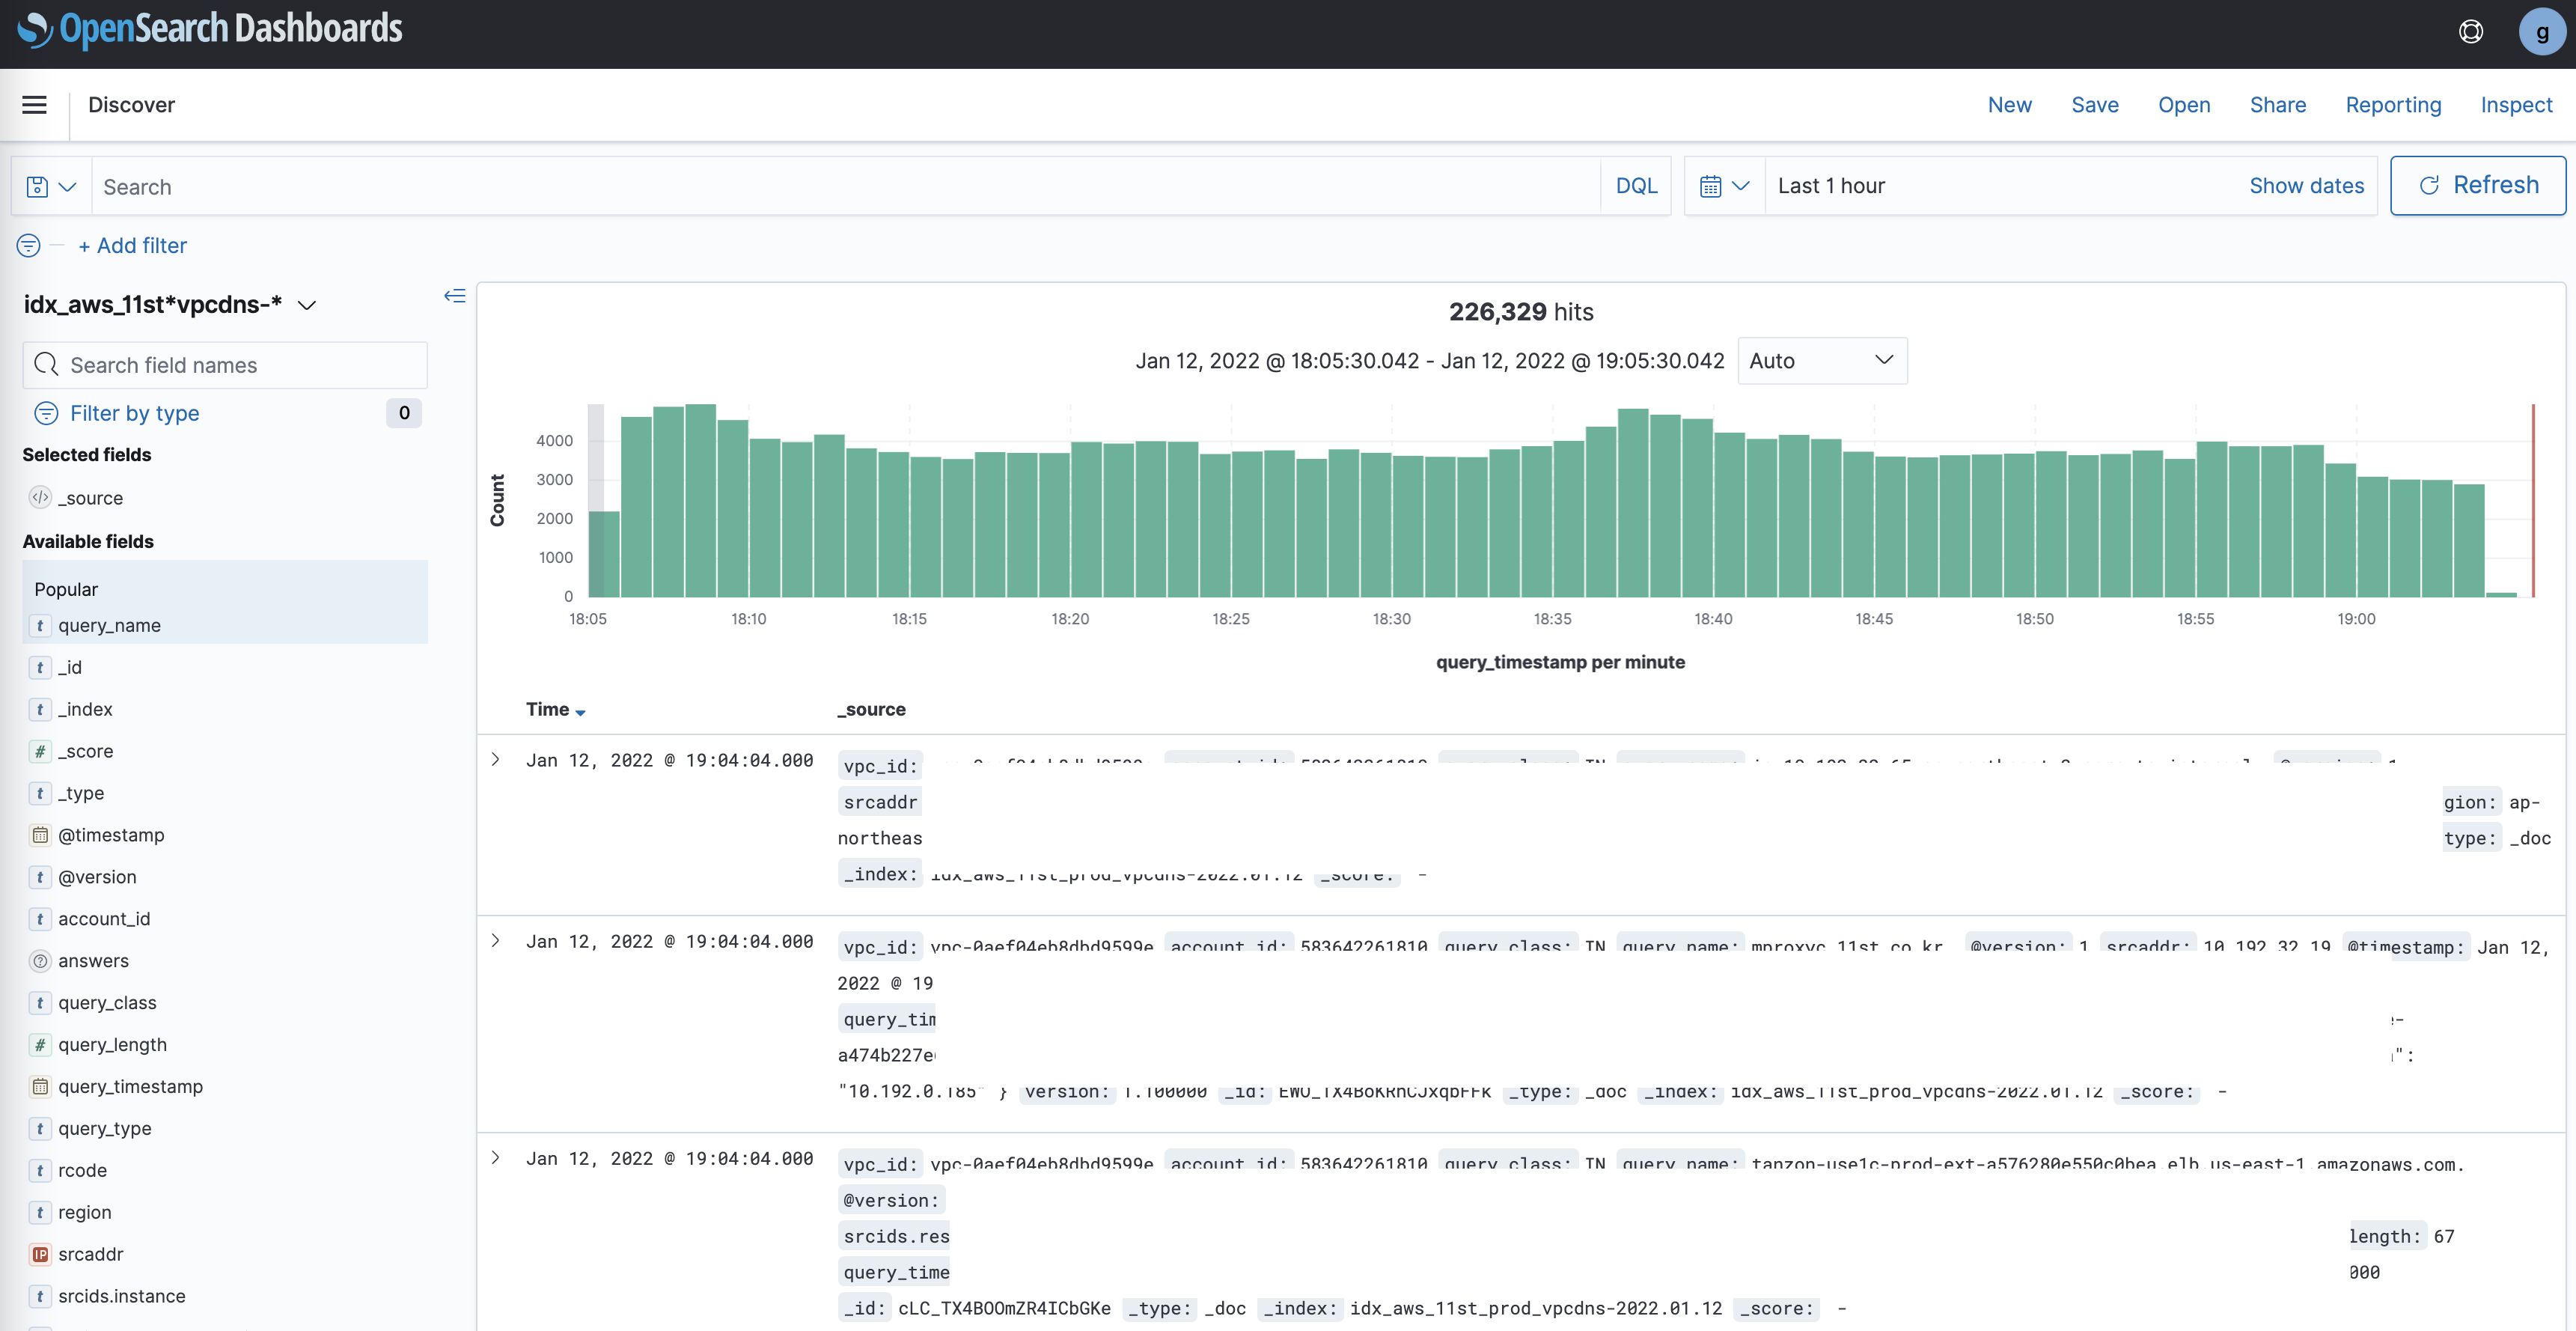 OpenSearch Dashboards
g
Discover
New Save Open Share Reporting Inspect
Search DQL Last 1 hour Show dates Refresh
+ Add filter
idx_aws_11st*vpcdns-*
Search field names
Filter by type 0
Selected fields
_source
Available fields
Popular
query_name
_id
_index
_score
_type
@timestamp
@version
account_id
answers
query_class
query_length
query_timestamp
query_type
rcode
region
srcaddr
srcids.instance
226,329 hits
Jan 12, 2022 @ 18:05:30.042 - Jan 12, 2022 @ 19:05:30.042 Auto
Count
4000
3000
2000
1000
0
18:05 18:10 18:15 18:20 18:25 18:30 18:35 18:40 18:45 18:50 18:55 19:00
query_timestamp per minute
Time _source
Jan 12, 2022 @ 19:04:04.000 vpc_id:
srcaddr gion: ap-
northeas type: _doc
_index: idx_aws_11st_prod_vpcdns-2022.01.12 _score: -
Jan 12, 2022 @ 19:04:04.000 vpc_id: vpc-0aef04eb8dbd9599e account_id: 583642261810 query_class: IN query_name: mproxyc.11st.co.kr. @version: 1 srcaddr: 10.192.32.19 @timestamp: Jan 12,
2022 @ 19
query_tim
a474b227e ":
"10.192.0.185" } version: 1.100000 _id: _type: _doc _index: idx_aws_11st_prod_vpcdns-2022.01.12 _score: -
Jan 12, 2022 @ 19:04:04.000 vpc_id: vpc-0aef04eb8dbd9599e account_id: 583642261810 query_class: IN query_name: tanzon-use1c-prod-ext-a576280e550c0bea.elb.us-east-1.amazonaws.com.
@version:
srcids.res length: 67
query_time 000
_id: cLC_TX4BOOmZR4ICbGKe _type: _doc _index: idx_aws_11st_prod_vpcdns-2022.01.12 _score: -